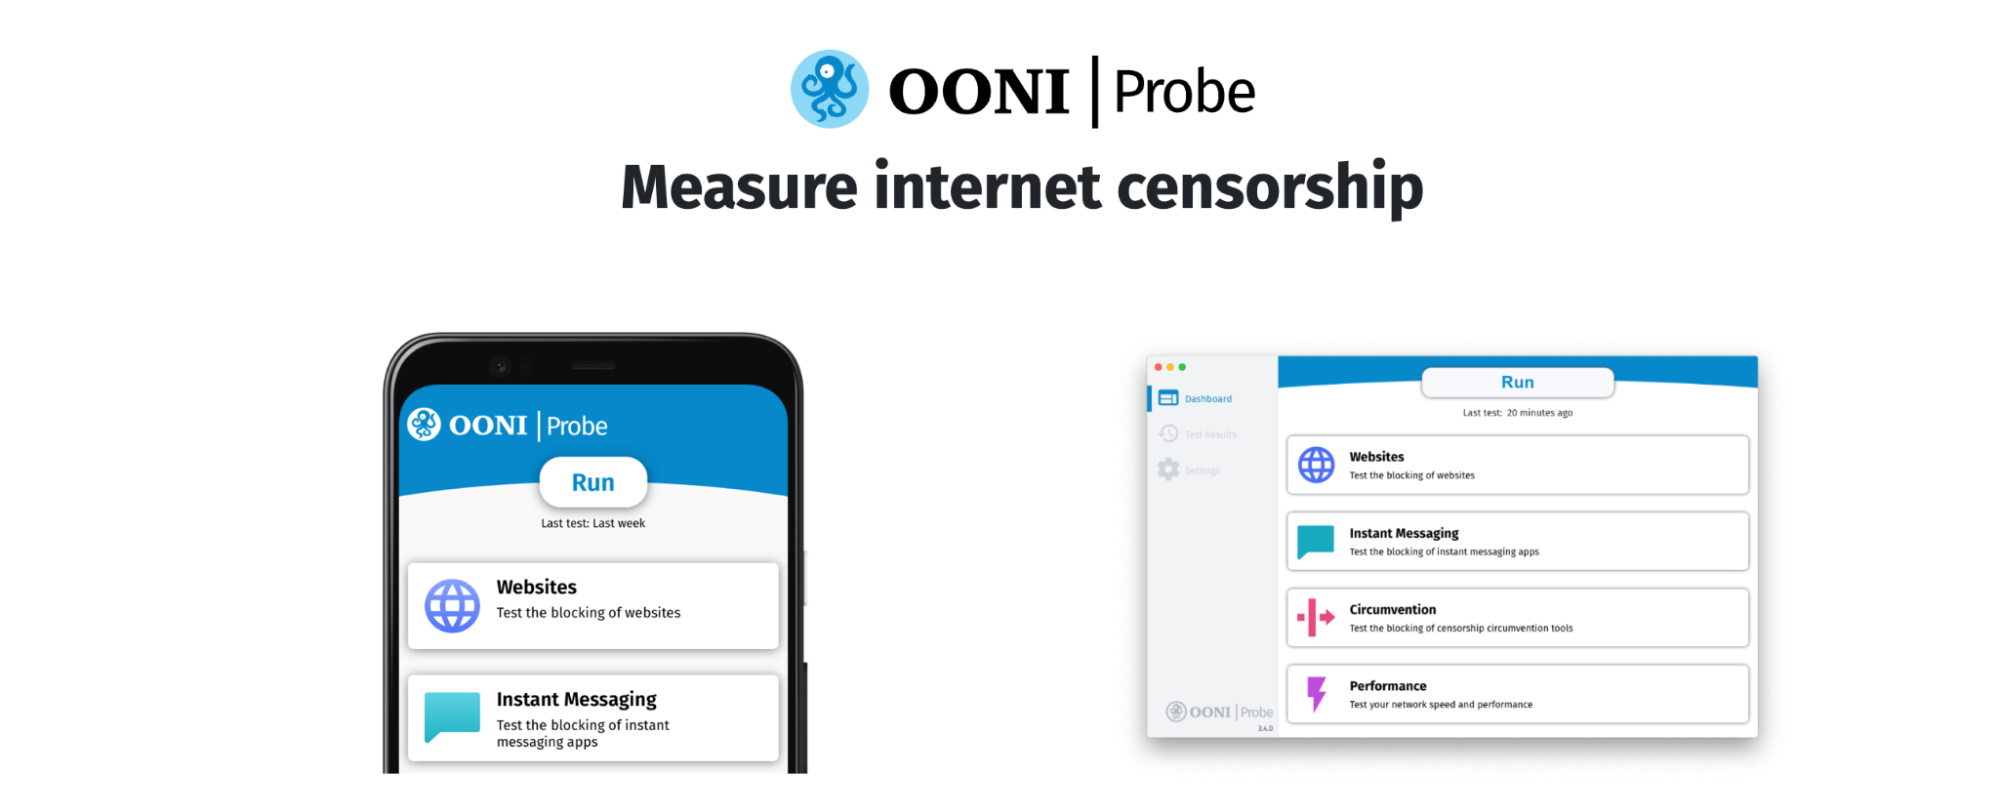 OONI | Probe
Measure internet censorship
OONI | Probe
Run
Last test: Last week
Websites
Test the blocking of websites
Instant Messaging
Test the blocking of instant
messaging apps
Dashboard
Test Results
Settings
OONI | Probe
3.4.0
Run
Last test: 20 minutes ago
Websites
Test the blocking of websites
Instant Messaging
Test the blocking of instant messaging apps
Circumvention
Test the blocking of censorship circumvention tools
Performance
Test your network speed and performance